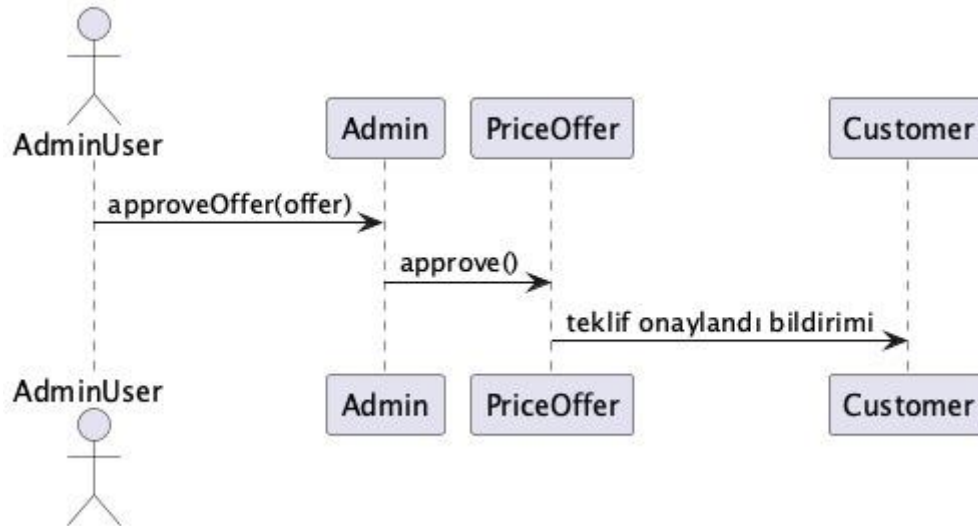 AdminUser
Admin
PriceOffer
Customer
approveOffer(offer)
approve()
teklif onaylandı bildirimi
AdminUser
Admin
PriceOffer
Customer